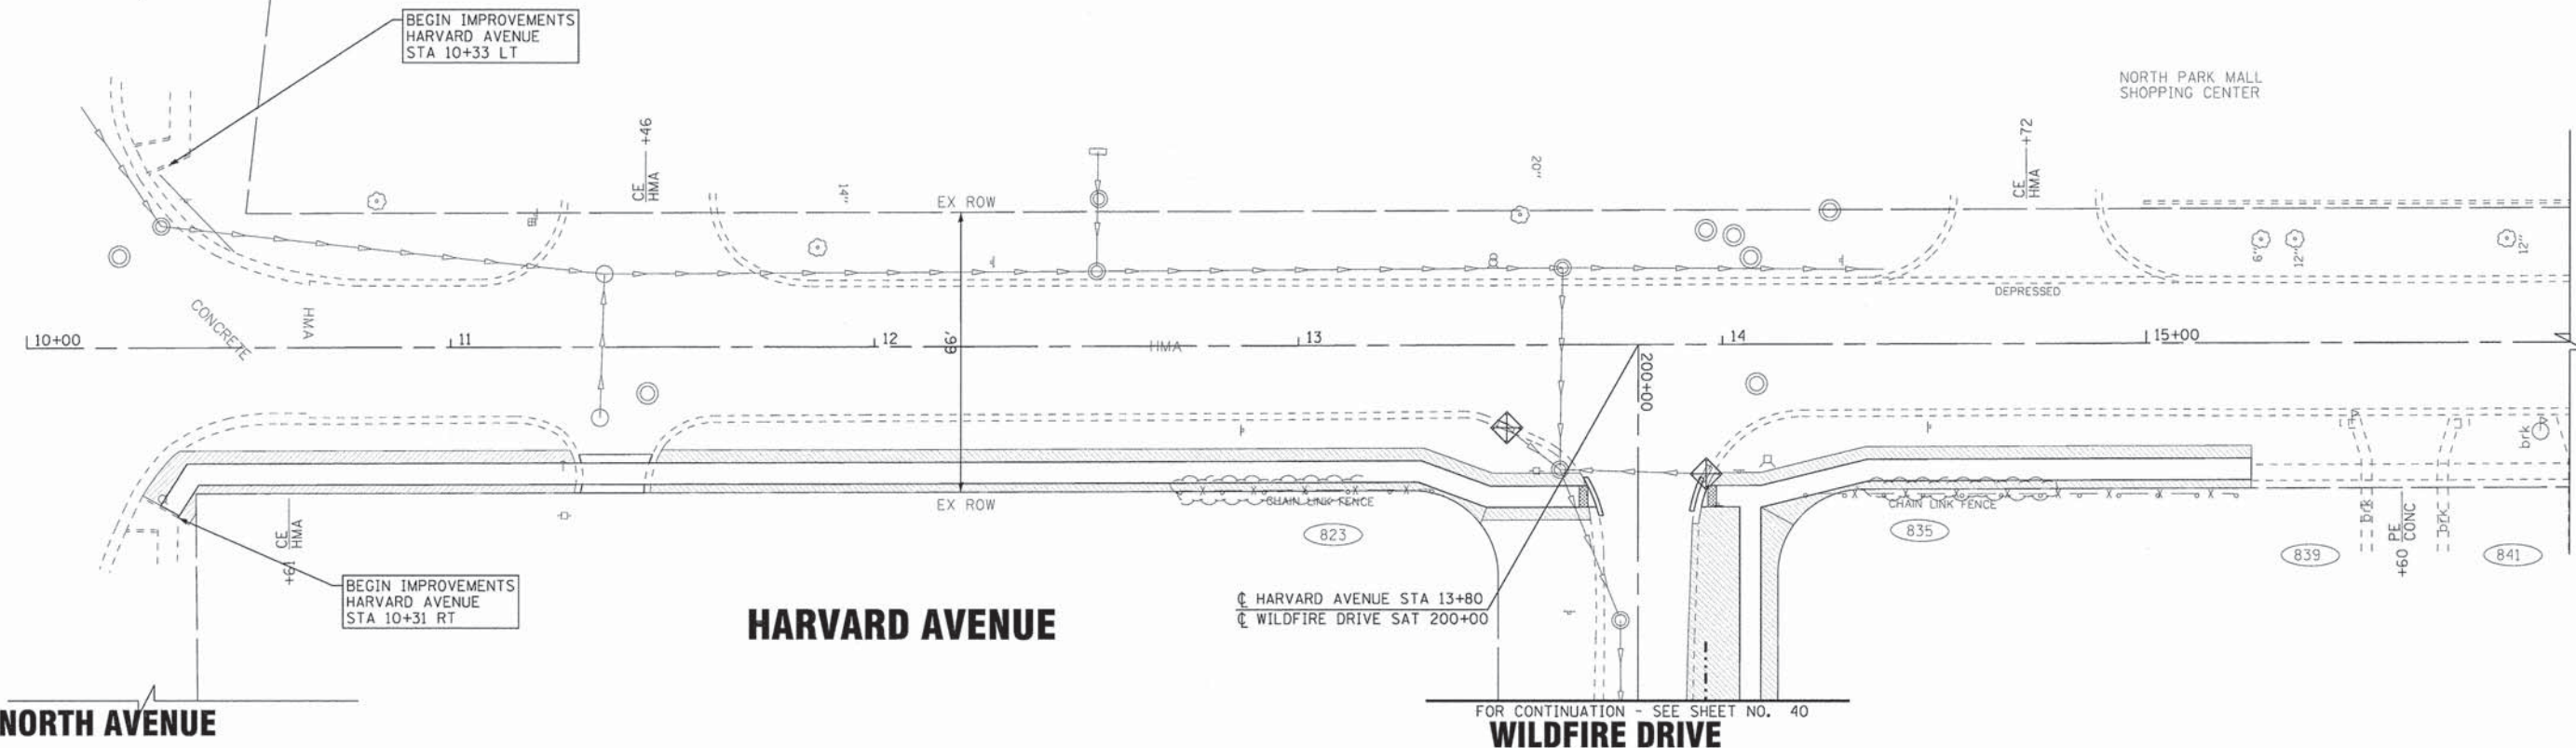 BEGIN IMPROVEMENTS
HARVARD AVENUE
STA 10+33 LT
NORTH PARK MALL
SHOPPING CENTER
CE
HMA
+46
14"
EX ROW
20"
CE
HMA
+72
6"
12"
12"
DEPRESSED
CONCRETE
HMA
10+00
11
12
66'
HMA
13
14
15+00
200+00
EX ROW
CHAIN LINK FENCE
823
CHAIN LINK FENCE
835
brk
+60
PE
CONC
brk
brk
839
841
+61
CE
HMA
BEGIN IMPROVEMENTS
HARVARD AVENUE
STA 10+31 RT
HARVARD AVENUE
℄ HARVARD AVENUE STA 13+80
℄ WILDFIRE DRIVE SAT 200+00
NORTH AVENUE
FOR CONTINUATION - SEE SHEET NO. 40
WILDFIRE DRIVE